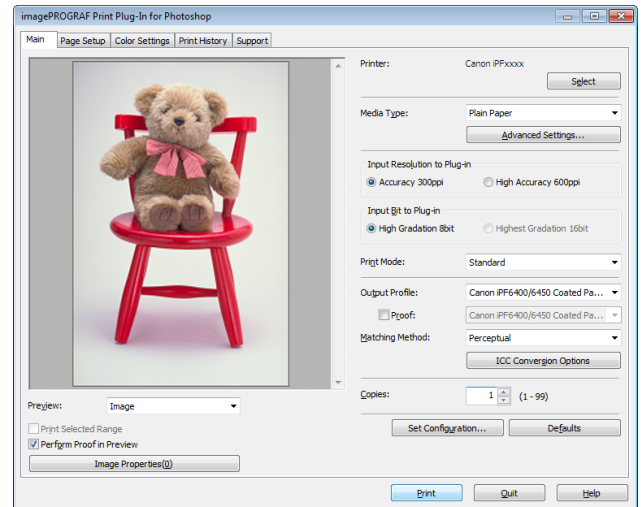 imagePROGRAF Print Plug-In for Photoshop
Main Page Setup Color Settings Print History Support
Printer: Canon iPFxxxx
Select
Media Type: Plain Paper
Advanced Settings...
Input Resolution to Plug-in
Accuracy 300ppi High Accuracy 600ppi
Input Bit to Plug-in
High Gradation 8bit Highest Gradation 16bit
Print Mode: Standard
Output Profile: Canon iPF6400/6450 Coated Pa...
Proof: Canon iPF6400/6450 Coated Pa...
Matching Method: Perceptual
ICC Conversion Options
Copies: 1 (1 - 99)
Preview: Image
Print Selected Range
Perform Proof in Preview
Image Properties(0)
Set Configuration... Defaults
Print Quit Help